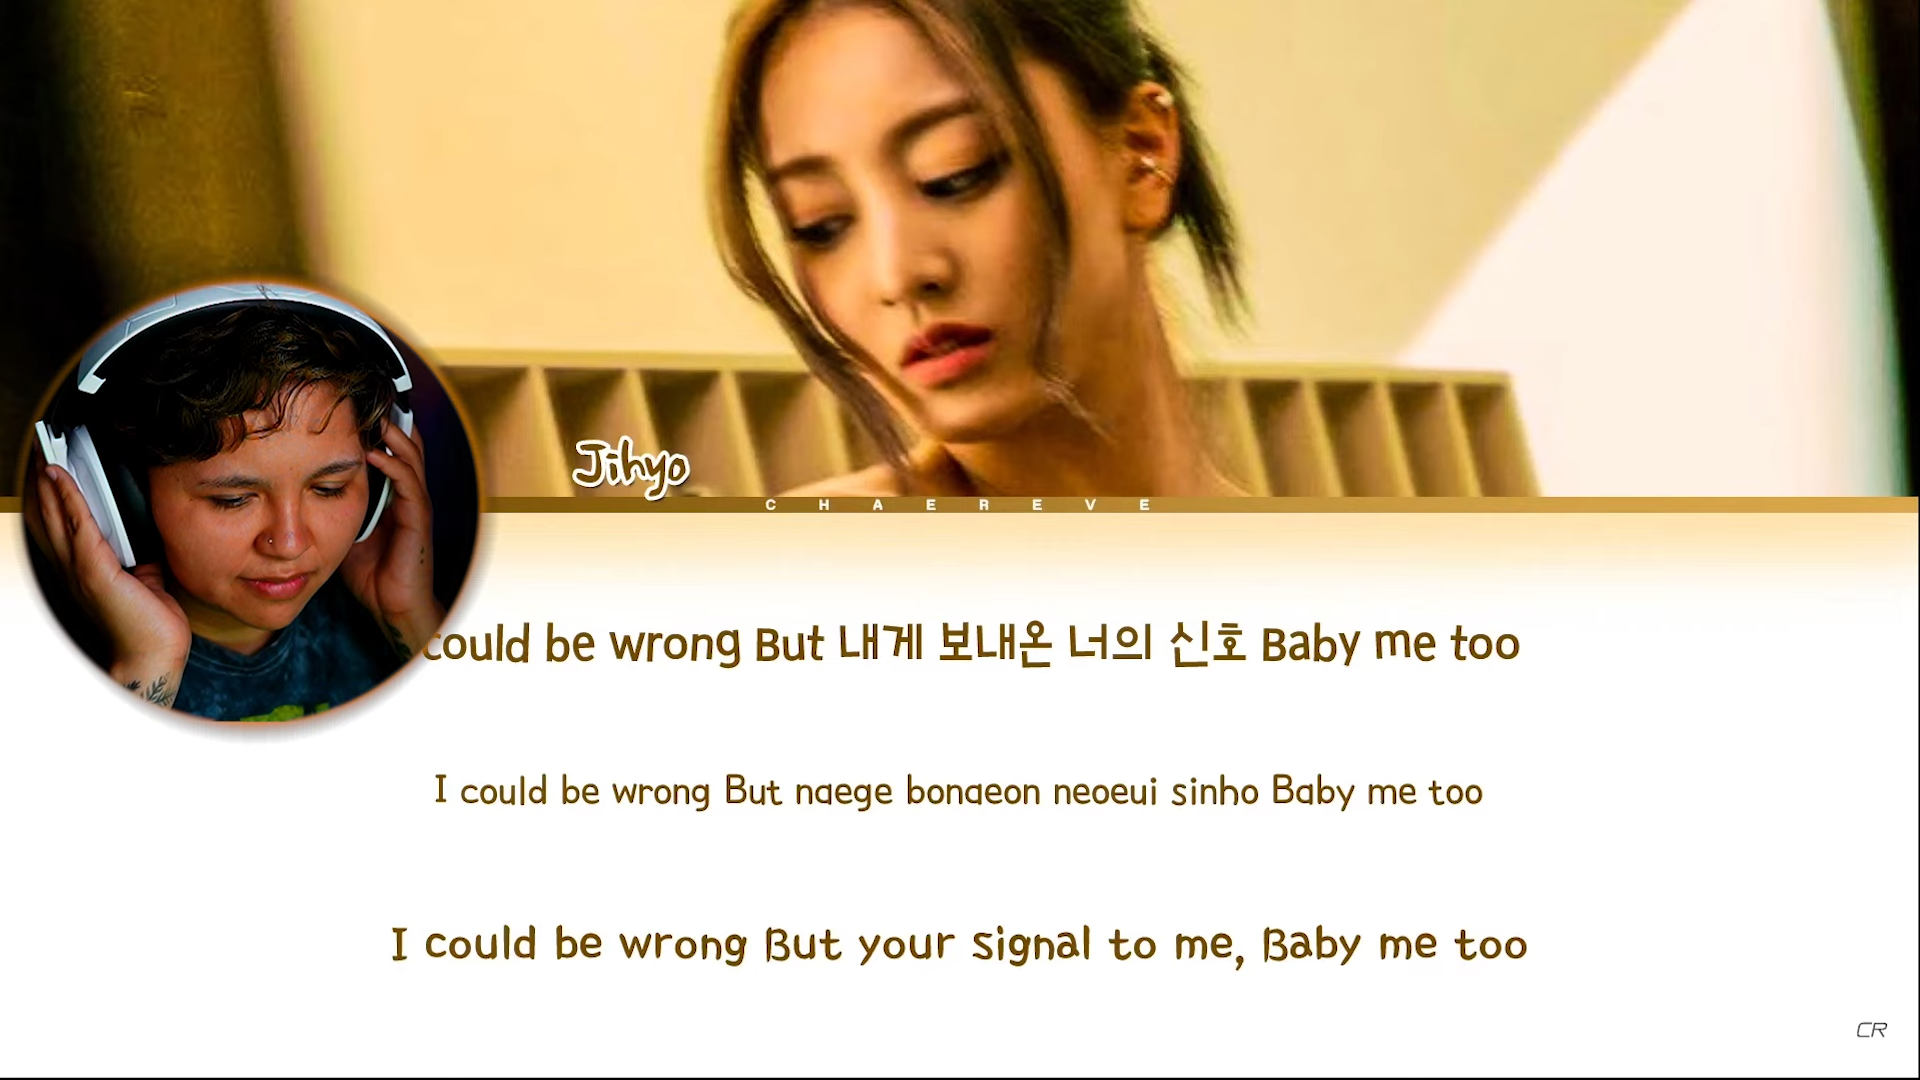 Jihyo
CHAEREVE
could be wrong But 내게 보내온 너의 신호 Baby me too
I could be wrong But naege bonaeon neoeui sinho Baby me too
I could be wrong But your signal to me, Baby me too
CR